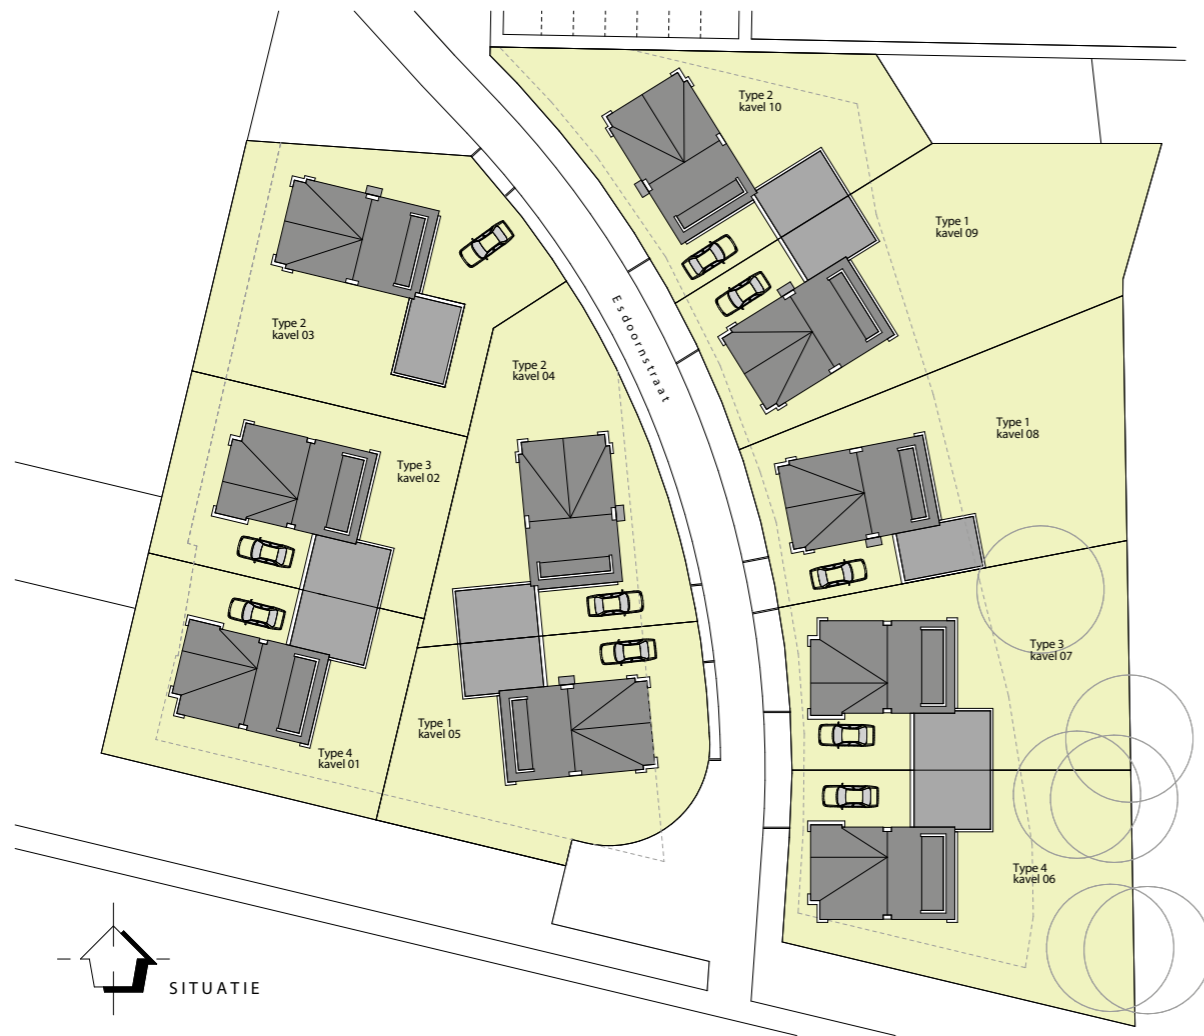 Type 2
kavel 10
Type 1
kavel 09
Type 2
kavel 03
Esdoornstraat
Type 2
kavel 04
Type 1
kavel 08
Type 3
kavel 02
Type 3
kavel 07
Type 1
kavel 05
Type 4
kavel 01
Type 4
kavel 06
SITUATIE